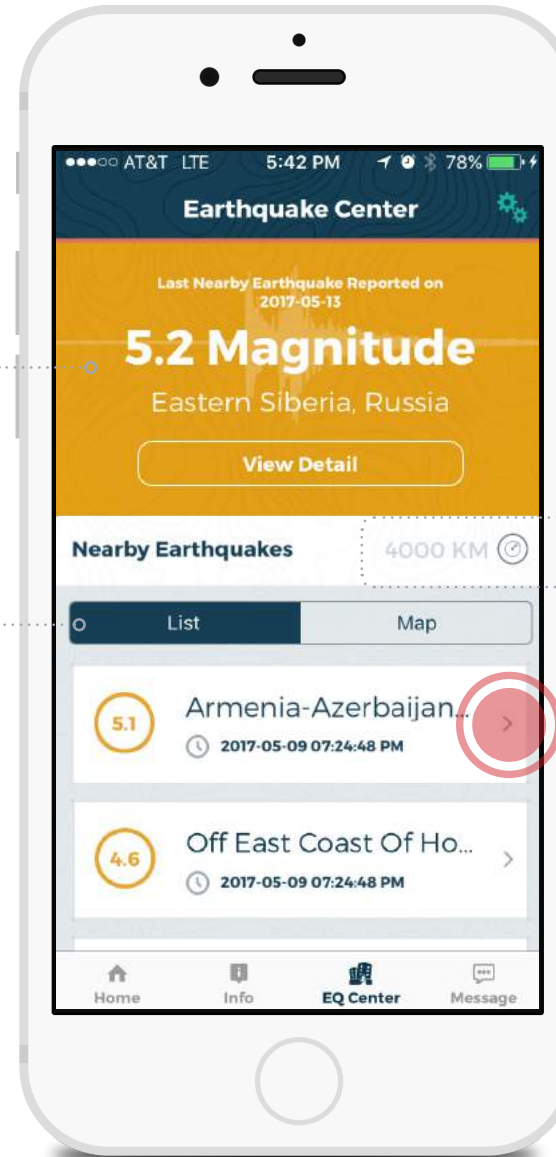 AT&T LTE 5:42 PM 78%
Earthquake Center
Last Nearby Earthquake Reported on
2017-05-13
5.2 Magnitude
Eastern Siberia, Russia
View Detail
Nearby Earthquakes 4000 KM
List Map
5.1 Armenia-Azerbaijan...
2017-05-09 07:24:48 PM
4.6 Off East Coast Of Ho...
2017-05-09 07:24:48 PM
Home Info EQ Center Message